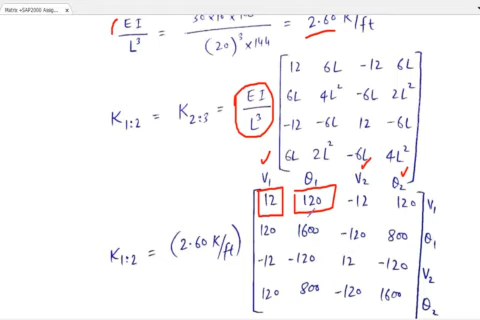 Matrix +SAP2000 Assig...
EI / L³ = / (20)³ × 144 = 2.60 K/ft
K1:2 = K2:3 = EI / L³
12 6L -12 6L
6L 4L² -6L 2L²
-12 -6L 12 -6L
6L 2L² -6L 4L²
V1 θ1 V2 θ2
12 120 -12 120 V1
120 1600 -120 800 θ1
K1:2 = (2.60 K/ft)
-12 -120 12 -120 V2
120 800 -120 1600 θ2